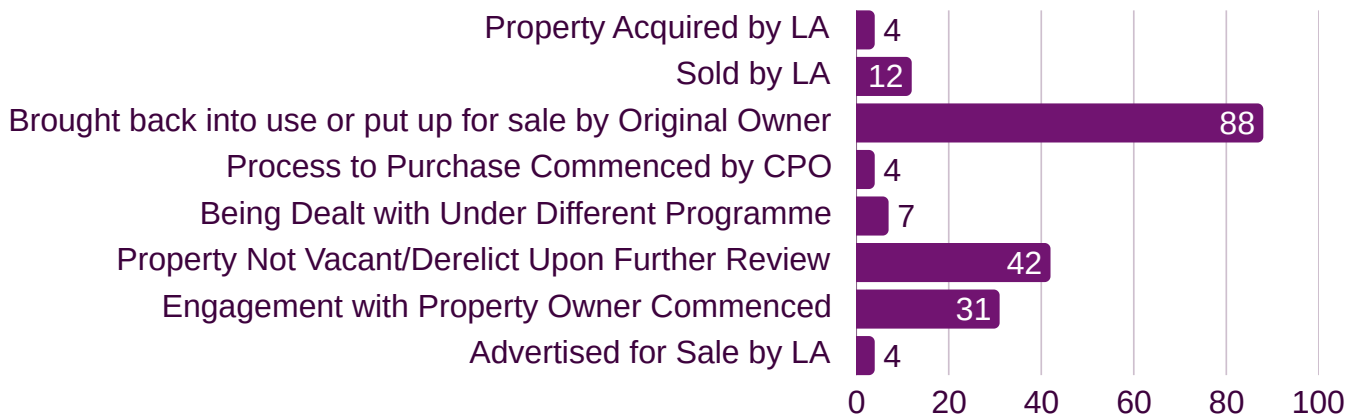 Property Acquired by LA 4
Sold by LA 12
Brought back into use or put up for sale by Original Owner 88
Process to Purchase Commenced by CPO 4
Being Dealt with Under Different Programme 7
Property Not Vacant/Derelict Upon Further Review 42
Engagement with Property Owner Commenced 31
Advertised for Sale by LA 4
0 20 40 60 80 100